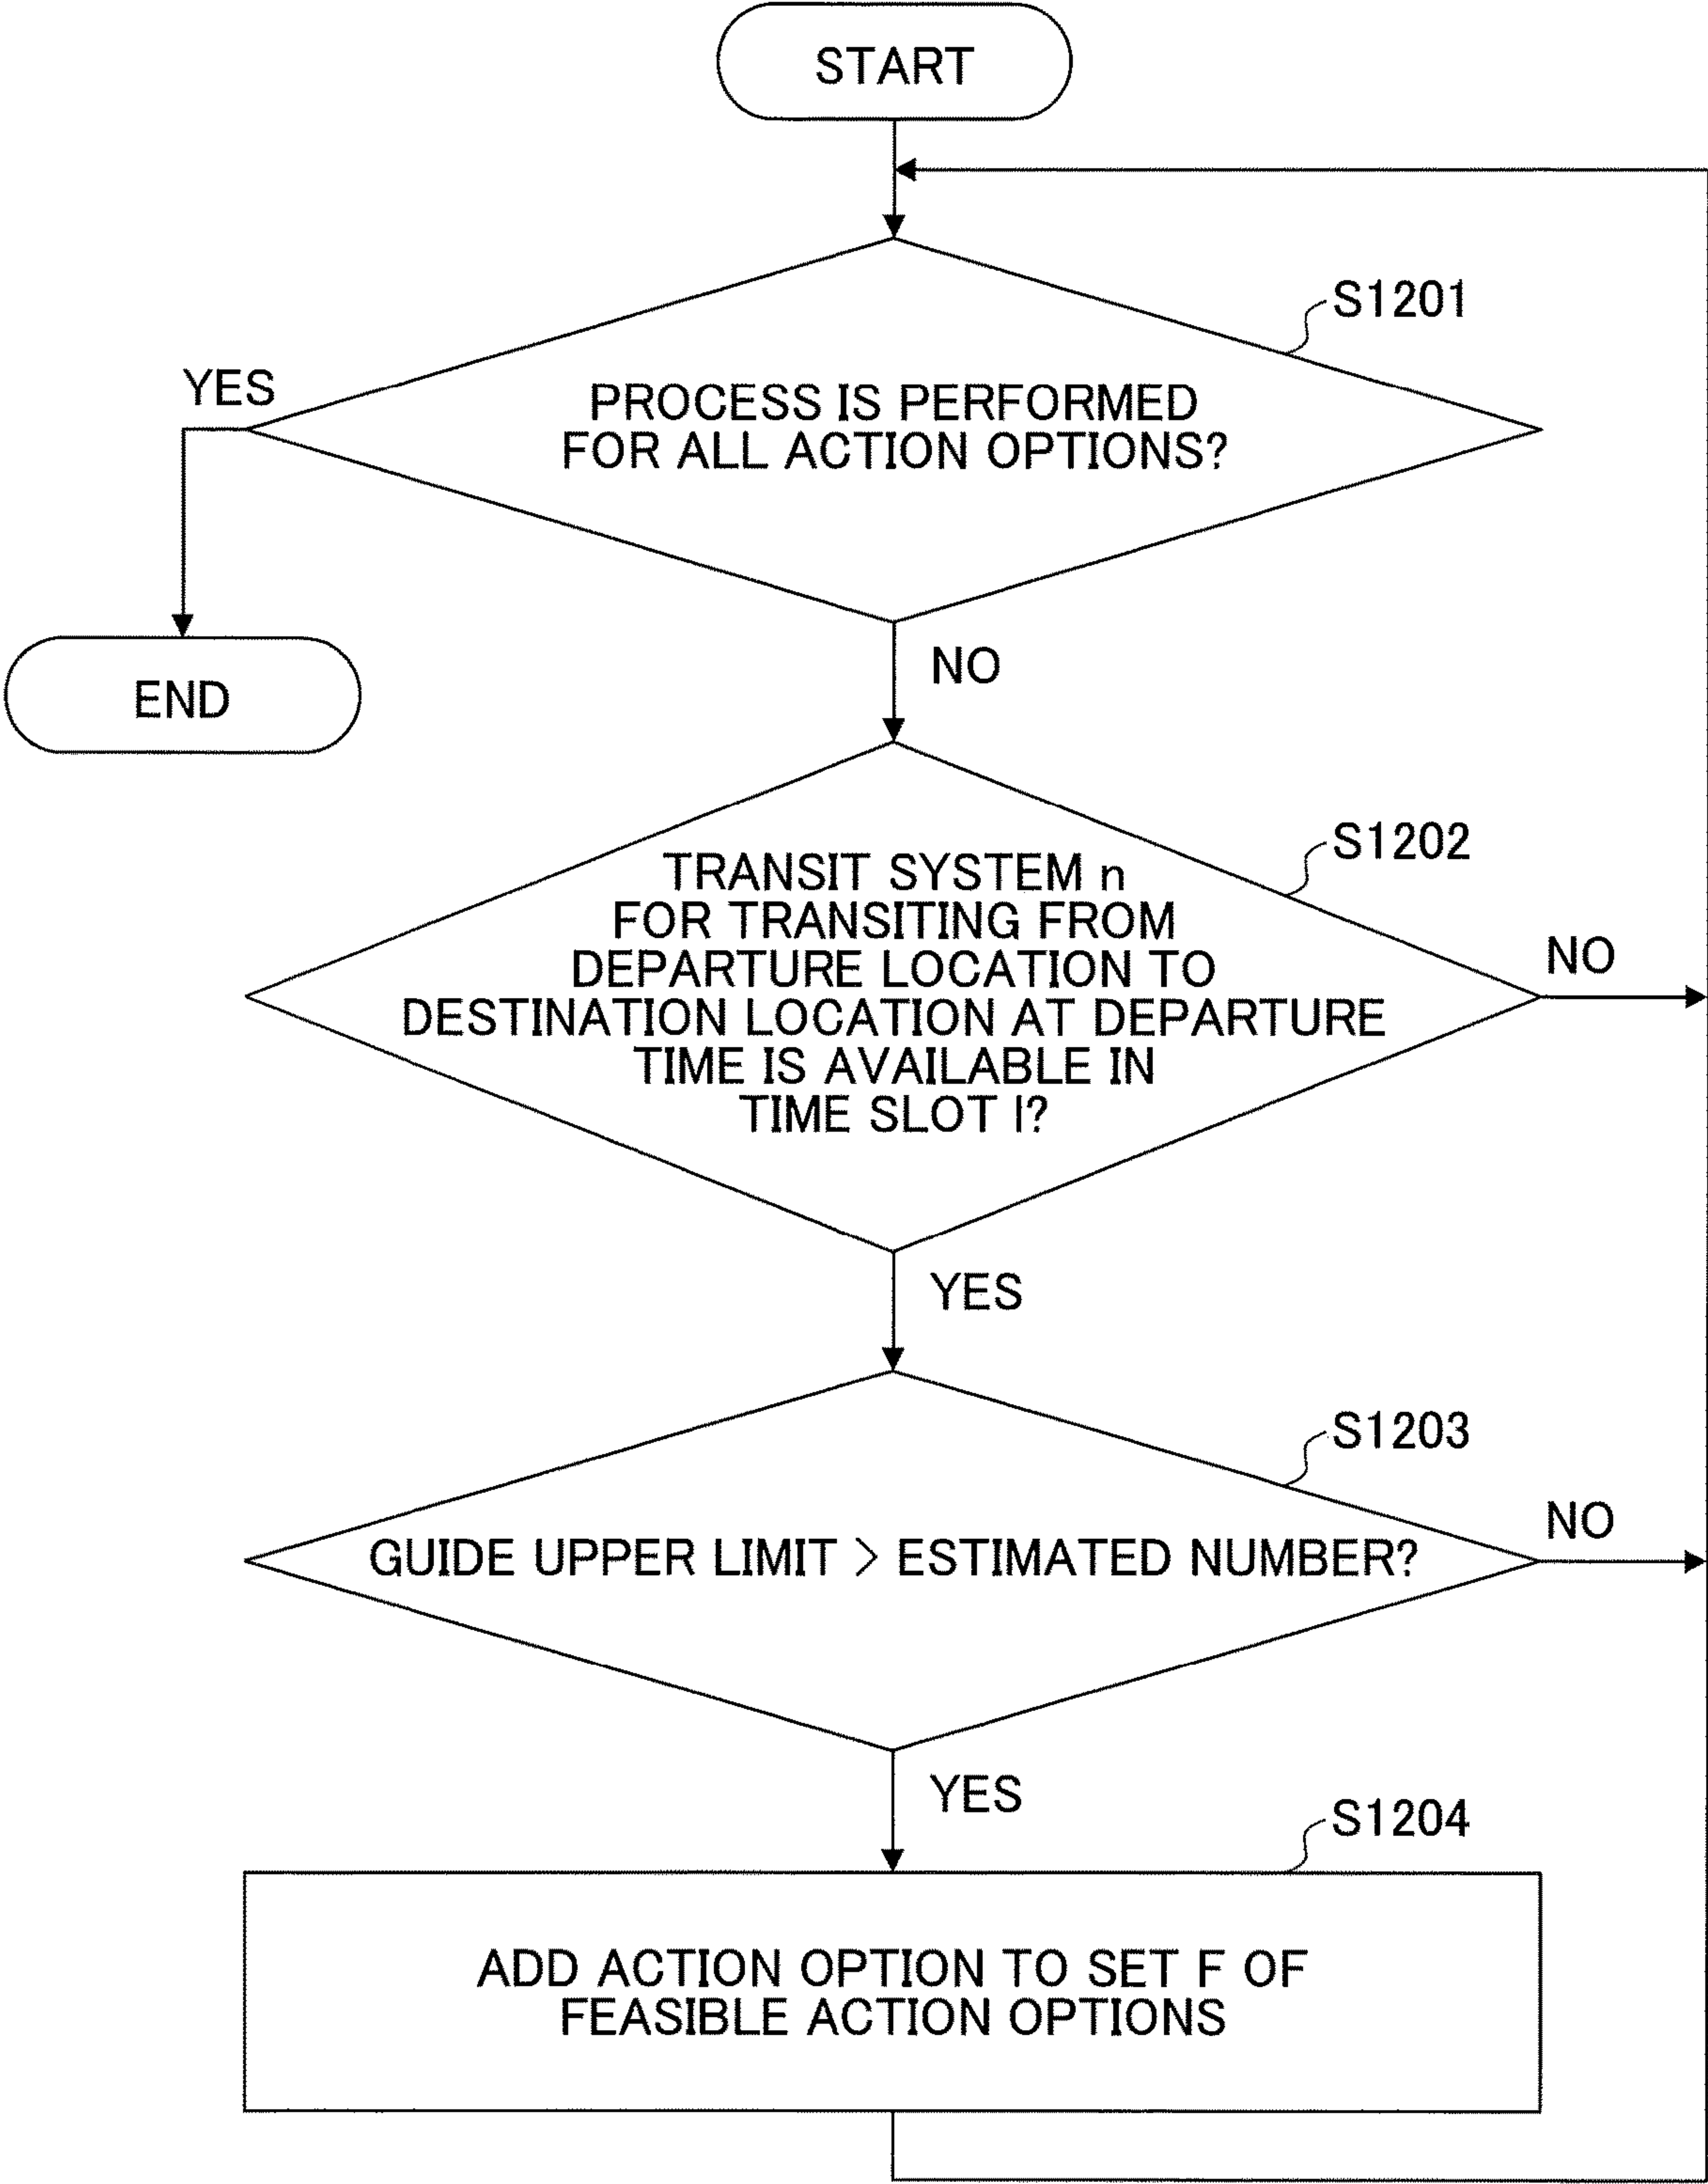 START
S1201
YES
PROCESS IS PERFORMED
FOR ALL ACTION OPTIONS?
NO
END
S1202
TRANSIT SYSTEM n
FOR TRANSITING FROM
DEPARTURE LOCATION TO
DESTINATION LOCATION AT DEPARTURE
TIME IS AVAILABLE IN
TIME SLOT l?
NO
YES
S1203
GUIDE UPPER LIMIT > ESTIMATED NUMBER?
NO
YES
S1204
ADD ACTION OPTION TO SET F OF
FEASIBLE ACTION OPTIONS